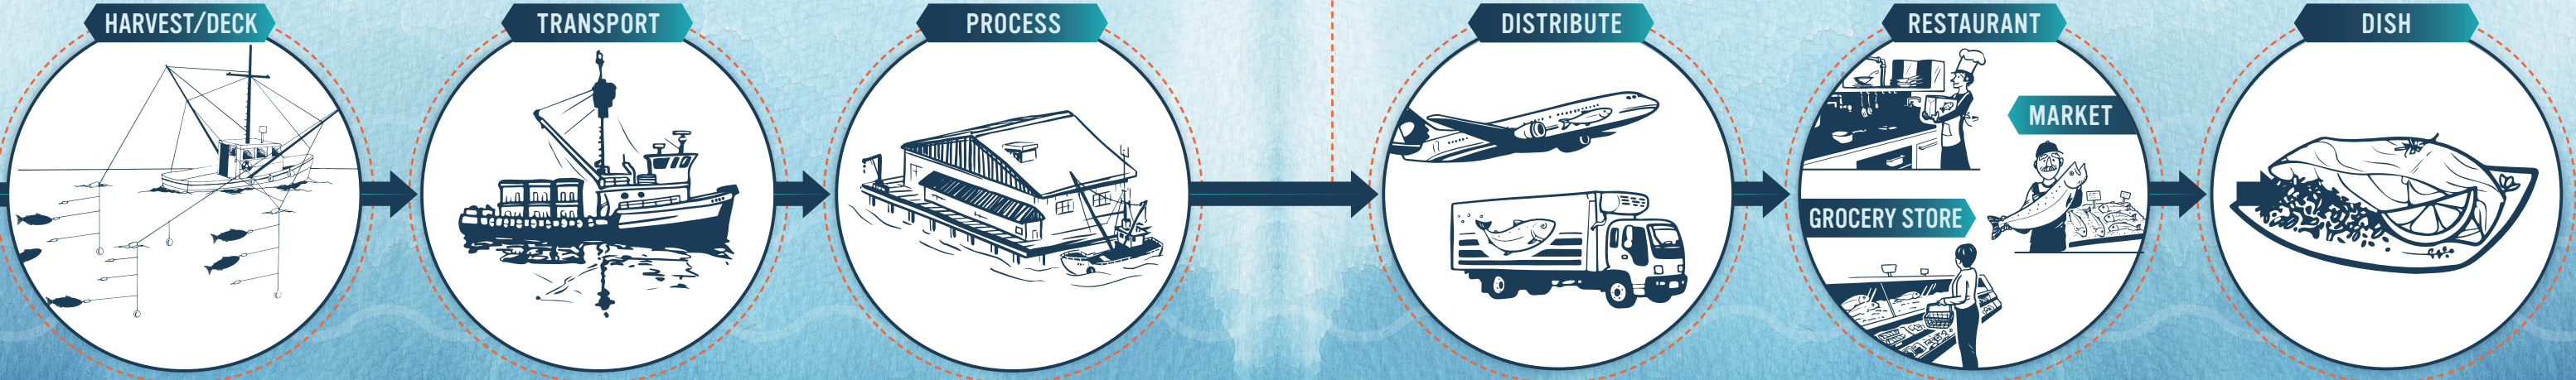 HARVEST/DECK
TRANSPORT
PROCESS
DISTRIBUTE
RESTAURANT
MARKET
GROCERY STORE
DISH